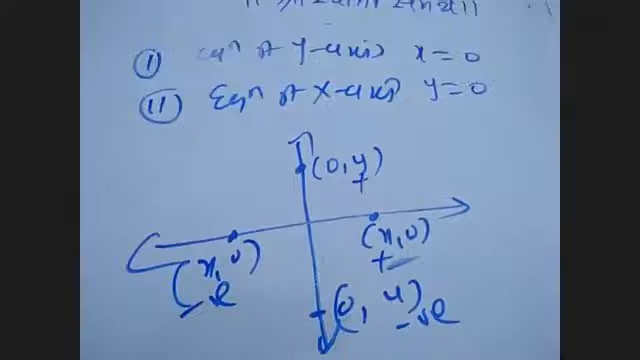 (I) Eqn of Y-axis x=0
(II) Eqn of X-axis y=0
(0, y)
+
(x, 0)
+
(x, 0)
-ve
(0, y)
-ve